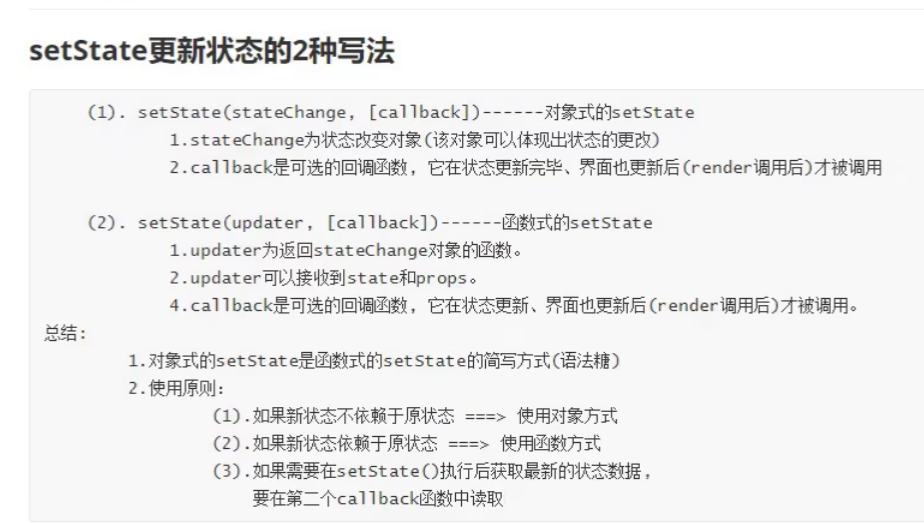 setState更新状态的2种写法
(1). setState(stateChange, [callback])------对象式的setState
1.stateChange为状态改变对象(该对象可以体现出状态的更改)
2.callback是可选的回调函数, 它在状态更新完毕、界面也更新后(render调用后)才被调用
(2). setState(updater, [callback])------函数式的setState
1.updater为返回stateChange对象的函数。
2.updater可以接收到state和props。
4.callback是可选的回调函数, 它在状态更新、界面也更新后(render调用后)才被调用。
总结:
1.对象式的setState是函数式的setState的简写方式(语法糖)
2.使用原则:
(1).如果新状态不依赖于原状态 ===> 使用对象方式
(2).如果新状态依赖于原状态 ===> 使用函数方式
(3).如果需要在setState()执行后获取最新的状态数据,
要在第二个callback函数中读取